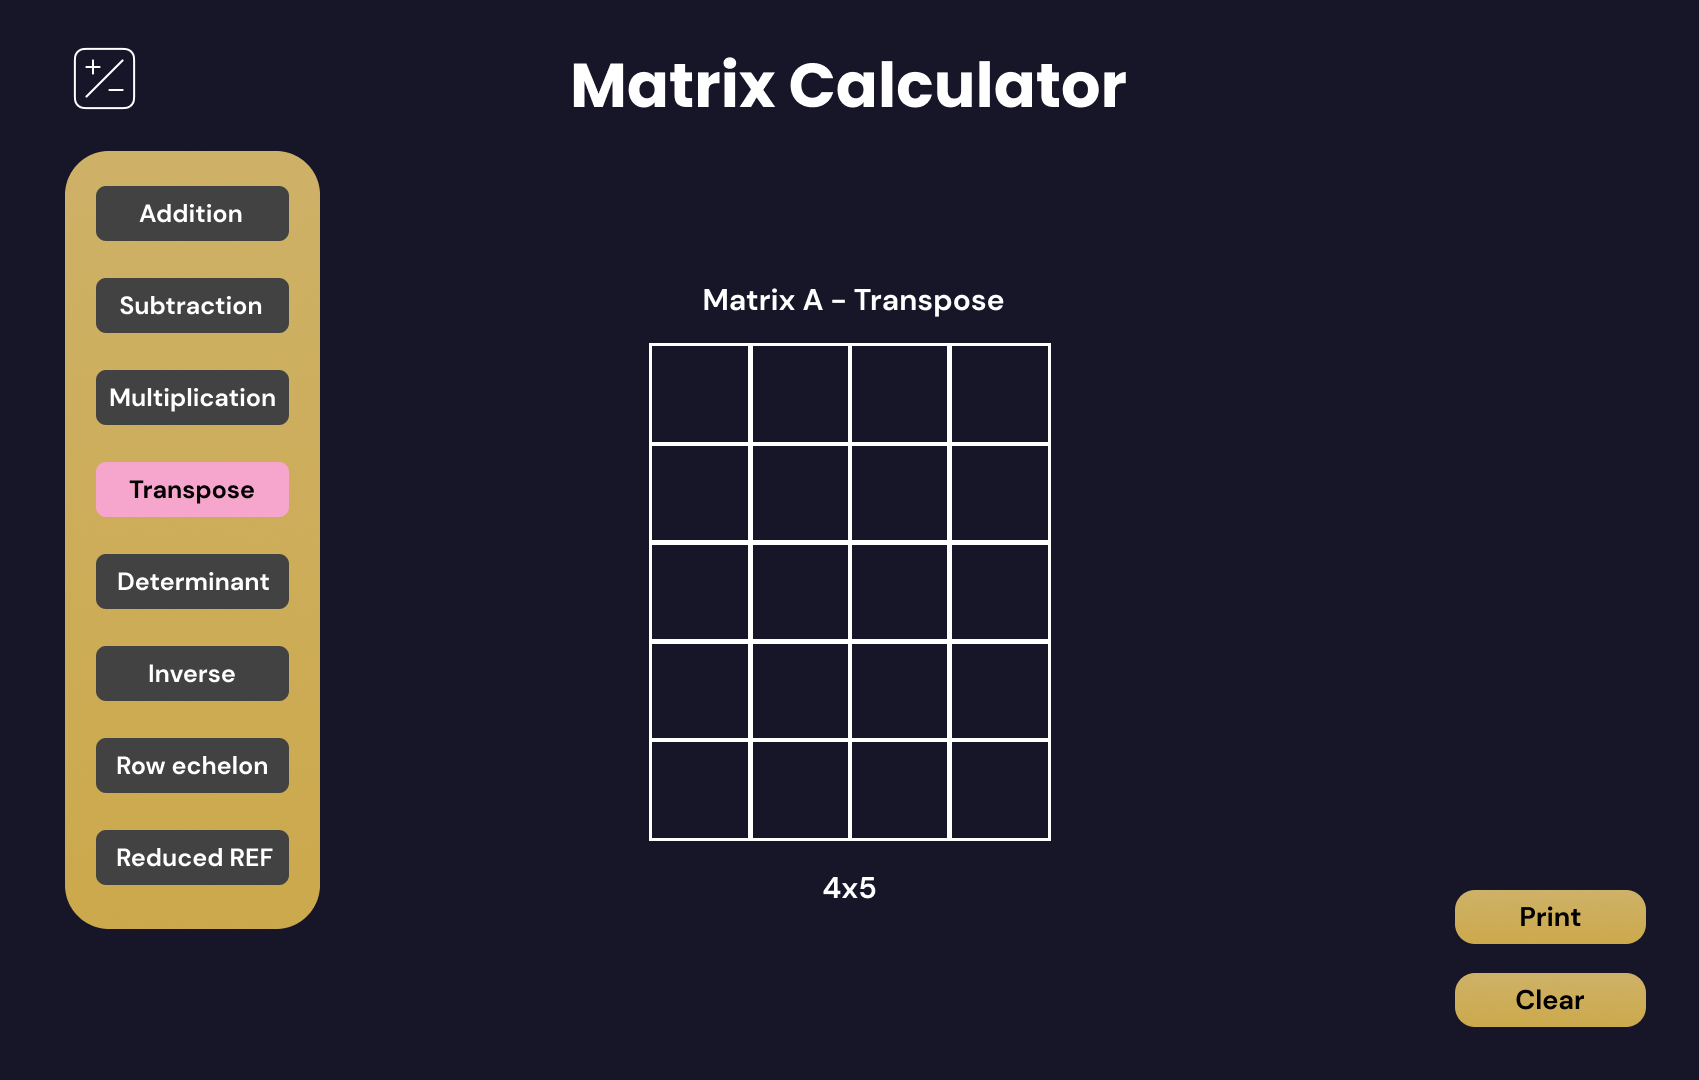 Matrix Calculator
Addition
Subtraction
Multiplication
Transpose
Determinant
Inverse
Row echelon
Reduced REF
Matrix A - Transpose
4x5
Print
Clear